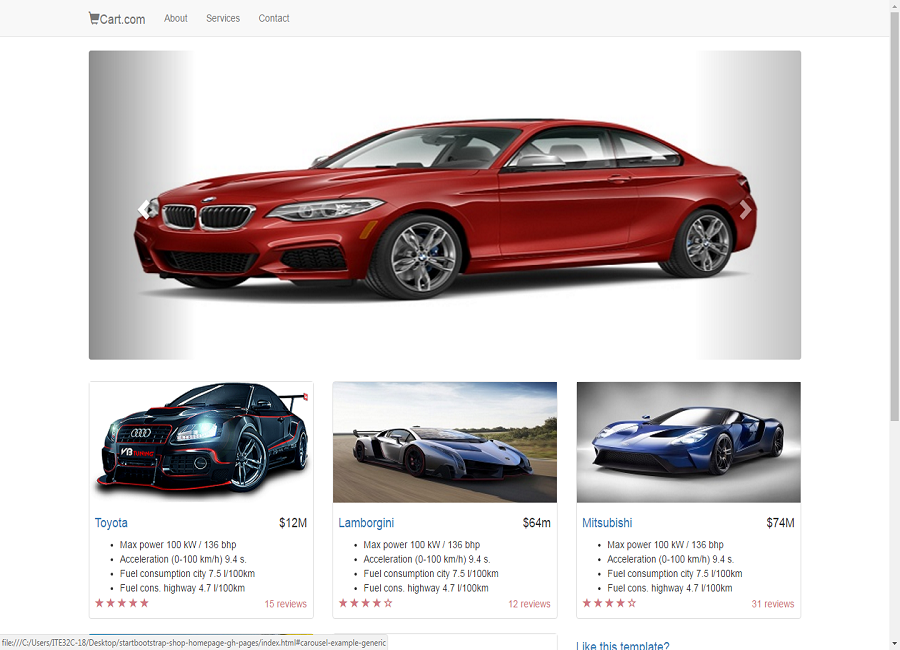 Cart.com About Services Contact
Toyota $12M
Max power 100 kW / 136 bhp
Acceleration (0-100 km/h) 9.4 s.
Fuel consumption city 7.5 l/100km
Fuel cons. highway 4.7 l/100km
15 reviews
Lamborgini $64m
Max power 100 kW / 136 bhp
Acceleration (0-100 km/h) 9.4 s.
Fuel consumption city 7.5 l/100km
Fuel cons. highway 4.7 l/100km
12 reviews
Mitsubishi $74M
Max power 100 kW / 136 bhp
Acceleration (0-100 km/h) 9.4 s.
Fuel consumption city 7.5 l/100km
Fuel cons. highway 4.7 l/100km
31 reviews
Like this template?
file:///C:/Users/ITE32C-18/Desktop/startbootstrap-shop-homepage-gh-pages/index.html#carousel-example-generic